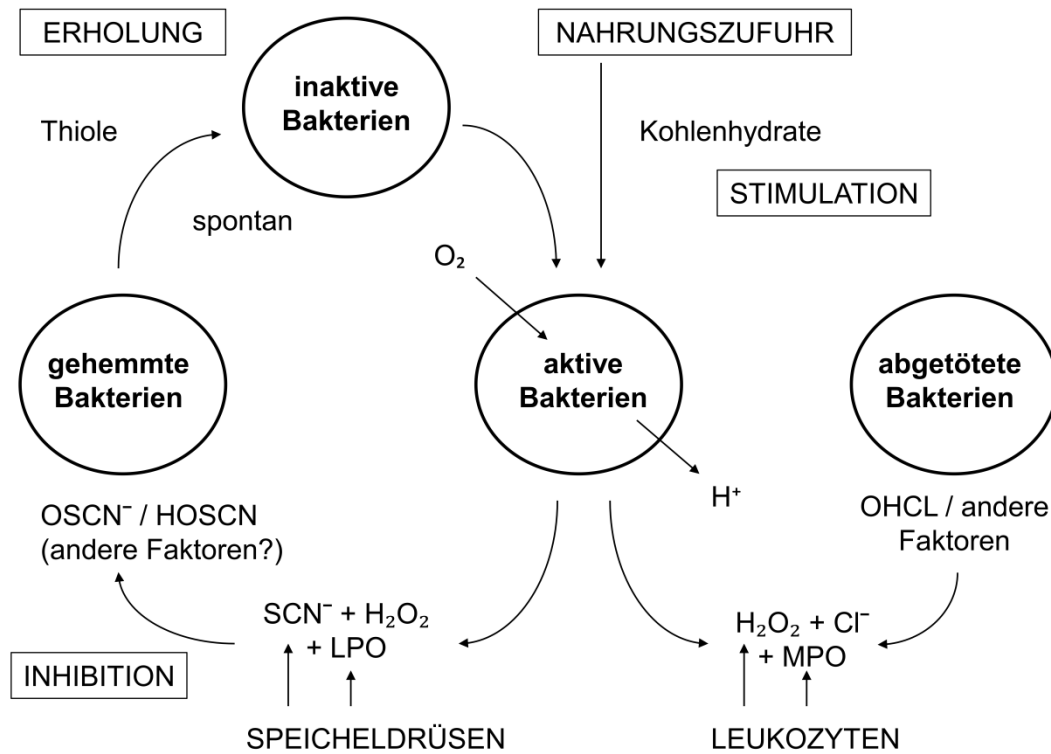 ERHOLUNG
NAHRUNGSZUFUHR
inaktive
Bakterien
Thiole
Kohlenhydrate
STIMULATION
spontan
O₂
gehemmte
Bakterien
aktive
Bakterien
abgetötete
Bakterien
H⁺
OSCN⁻ / HOSCN
(andere Faktoren?)
OHCL / andere
Faktoren
SCN⁻ + H₂O₂
+ LPO
H₂O₂ + Cl⁻
+ MPO
INHIBITION
SPEICHELDRÜSEN
LEUKOZYTEN